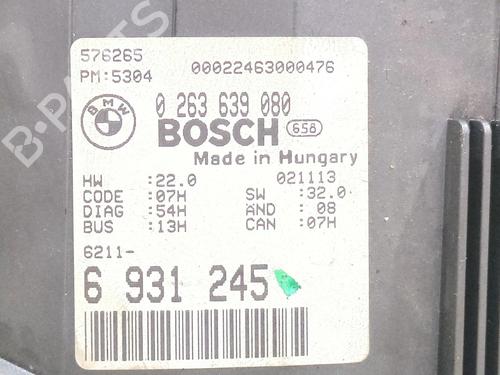 576265
PM:5304 00022463000476
BMW 0 263 639 080
BOSCH 658
Made in Hungary
HW :22.0 021113
CODE :07H SW :32.0
DIAG :54H AND : 08
BUS :13H CAN :07H
6211-
6 931 245
B-PARTS